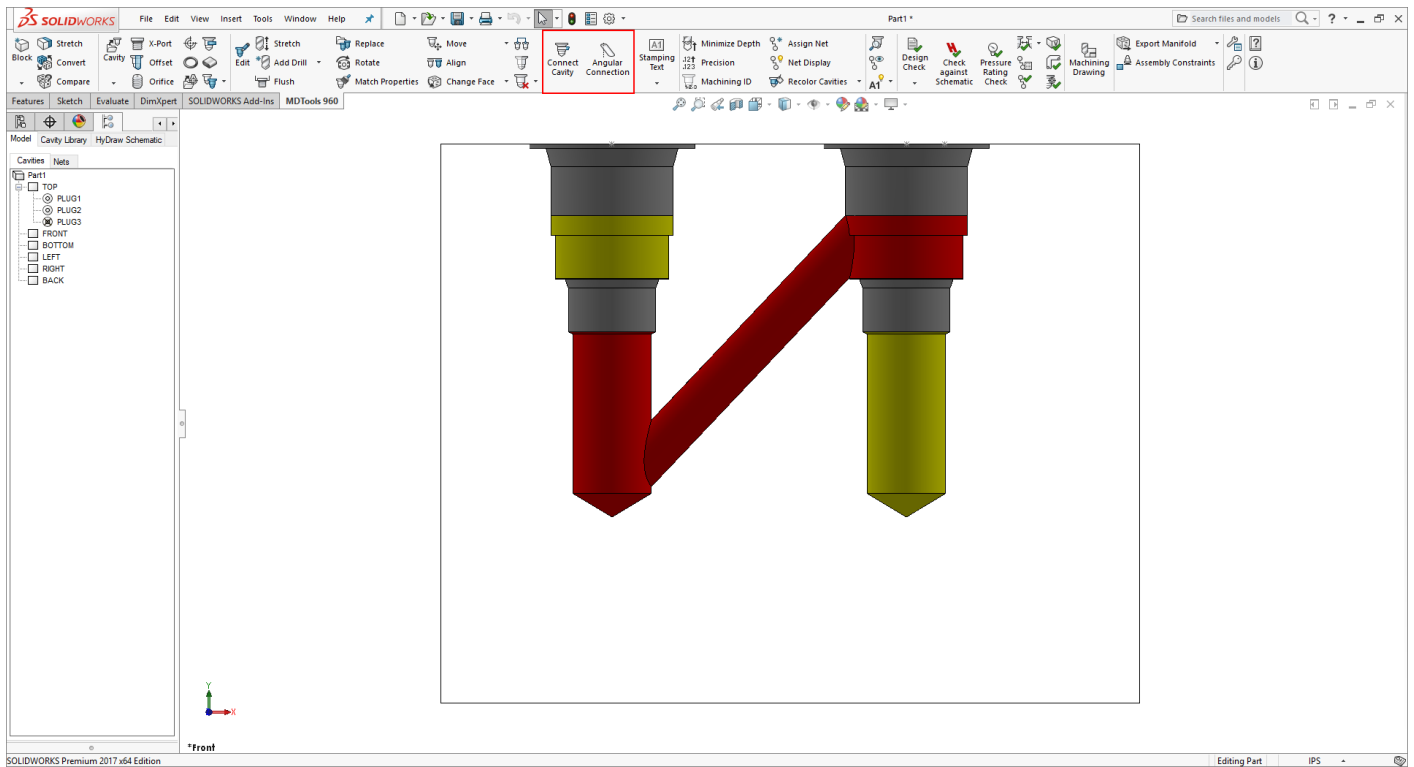 SOLIDWORKS File Edit View Insert Tools Window Help Part1 * Search files and models ?
Stretch X-Port Stretch Replace Move Minimize Depth Assign Net Export Manifold
Block Convert Cavity Offset Edit Add Drill Rotate Align Connect Cavity Angular Connection Stamping Text Precision Net Display Design Check Check against Schematic Pressure Rating Check Machining Drawing Assembly Constraints
Compare Orifice Flush Match Properties Change Face Machining ID Recolor Cavities
Features Sketch Evaluate DimXpert SOLIDWORKS Add-Ins MDTools 960
Model Cavity Library HyDraw Schematic
Cavities Nets
Part1
TOP
PLUG1
PLUG2
PLUG3
FRONT
BOTTOM
LEFT
RIGHT
BACK
Y
X
*Front
SOLIDWORKS Premium 2017 x64 Edition Editing Part IPS